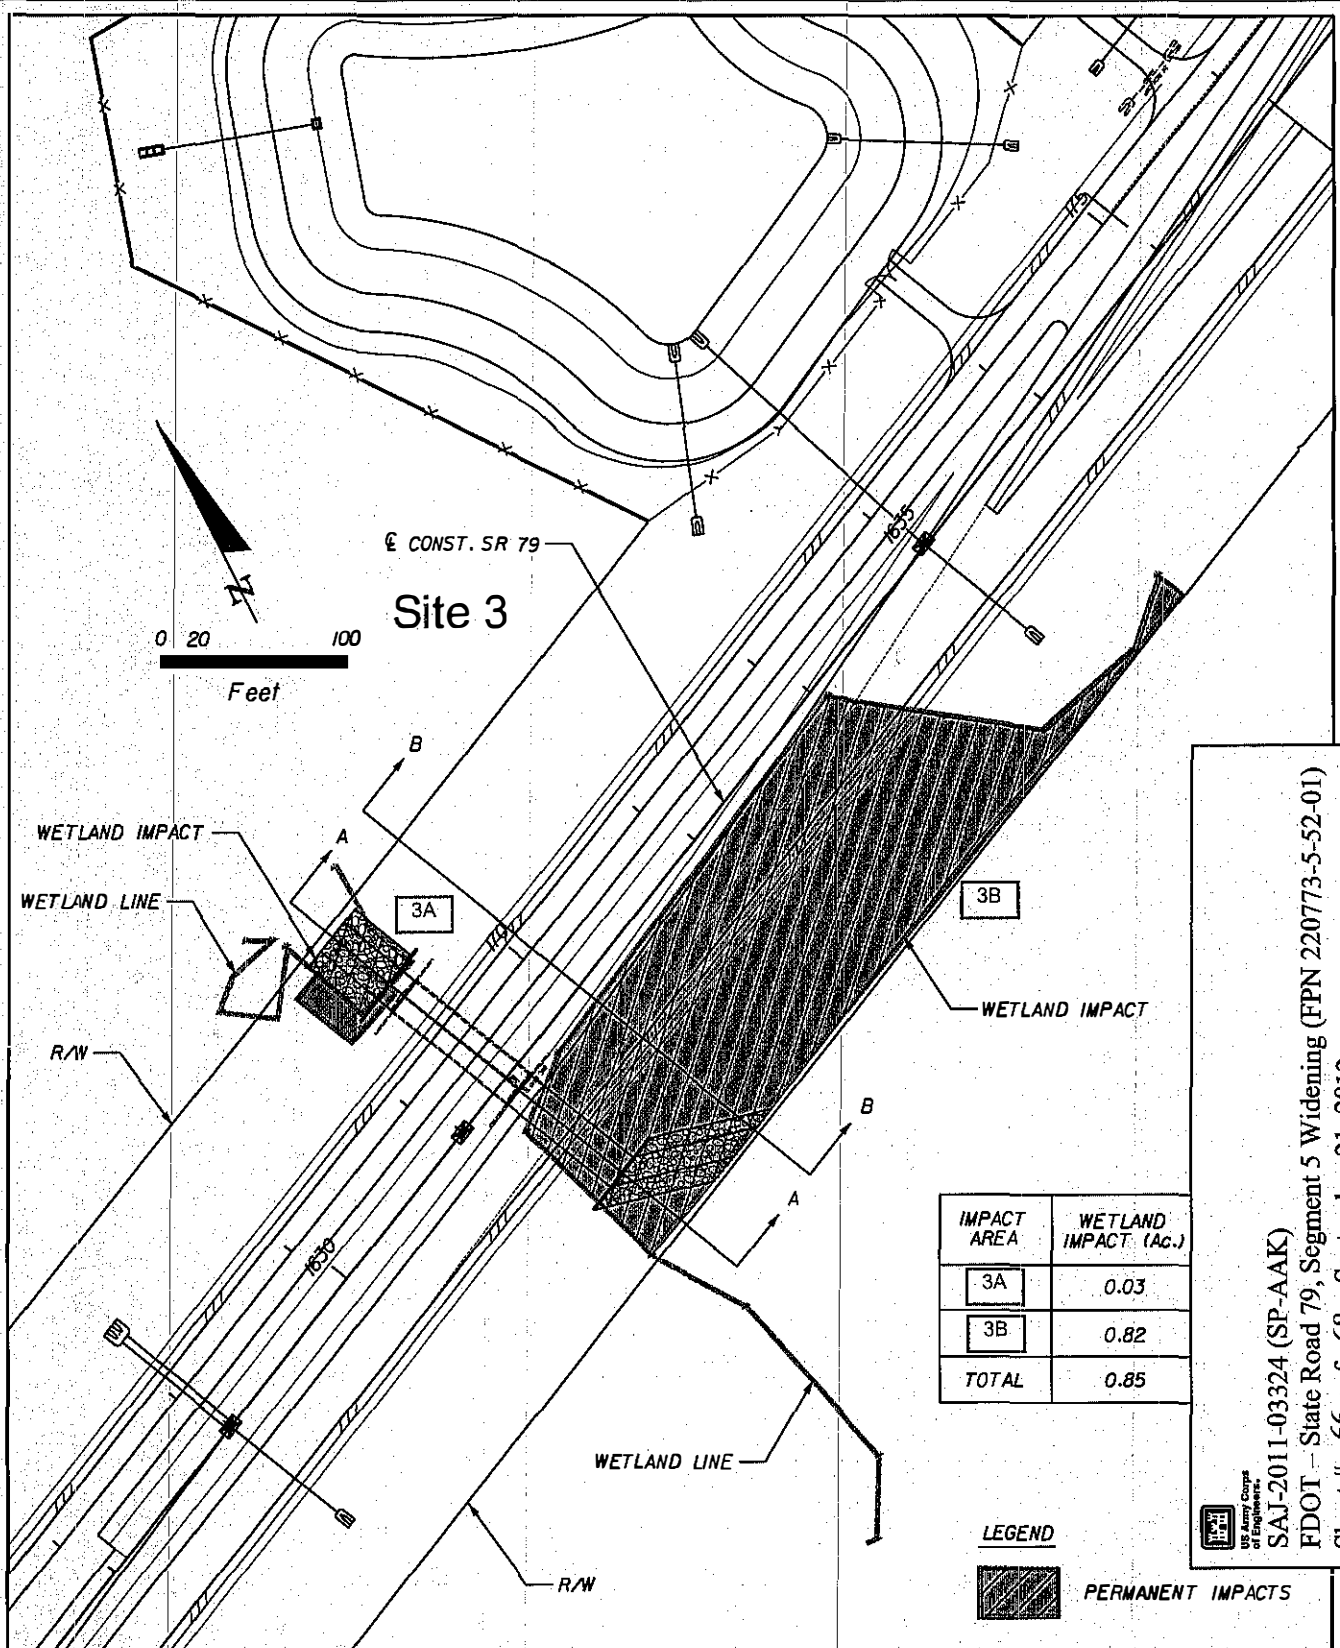 175
1635
℄ CONST. SR 79
Site 3
N
0 20 100
Feet
B
WETLAND IMPACT
A
WETLAND LINE
3A
3B
WETLAND IMPACT
R/W
B
A
1630
IMPACT AREA
WETLAND IMPACT (Ac.)
3A 0.03
3B 0.82
TOTAL 0.85
WETLAND LINE
R/W
LEGEND
PERMANENT IMPACTS
US Army Corps
of Engineers.
SAJ-2011-03324 (SP-AAK)
FDOT – State Road 79, Segment 5 Widening (FPN 220773-5-52-01)